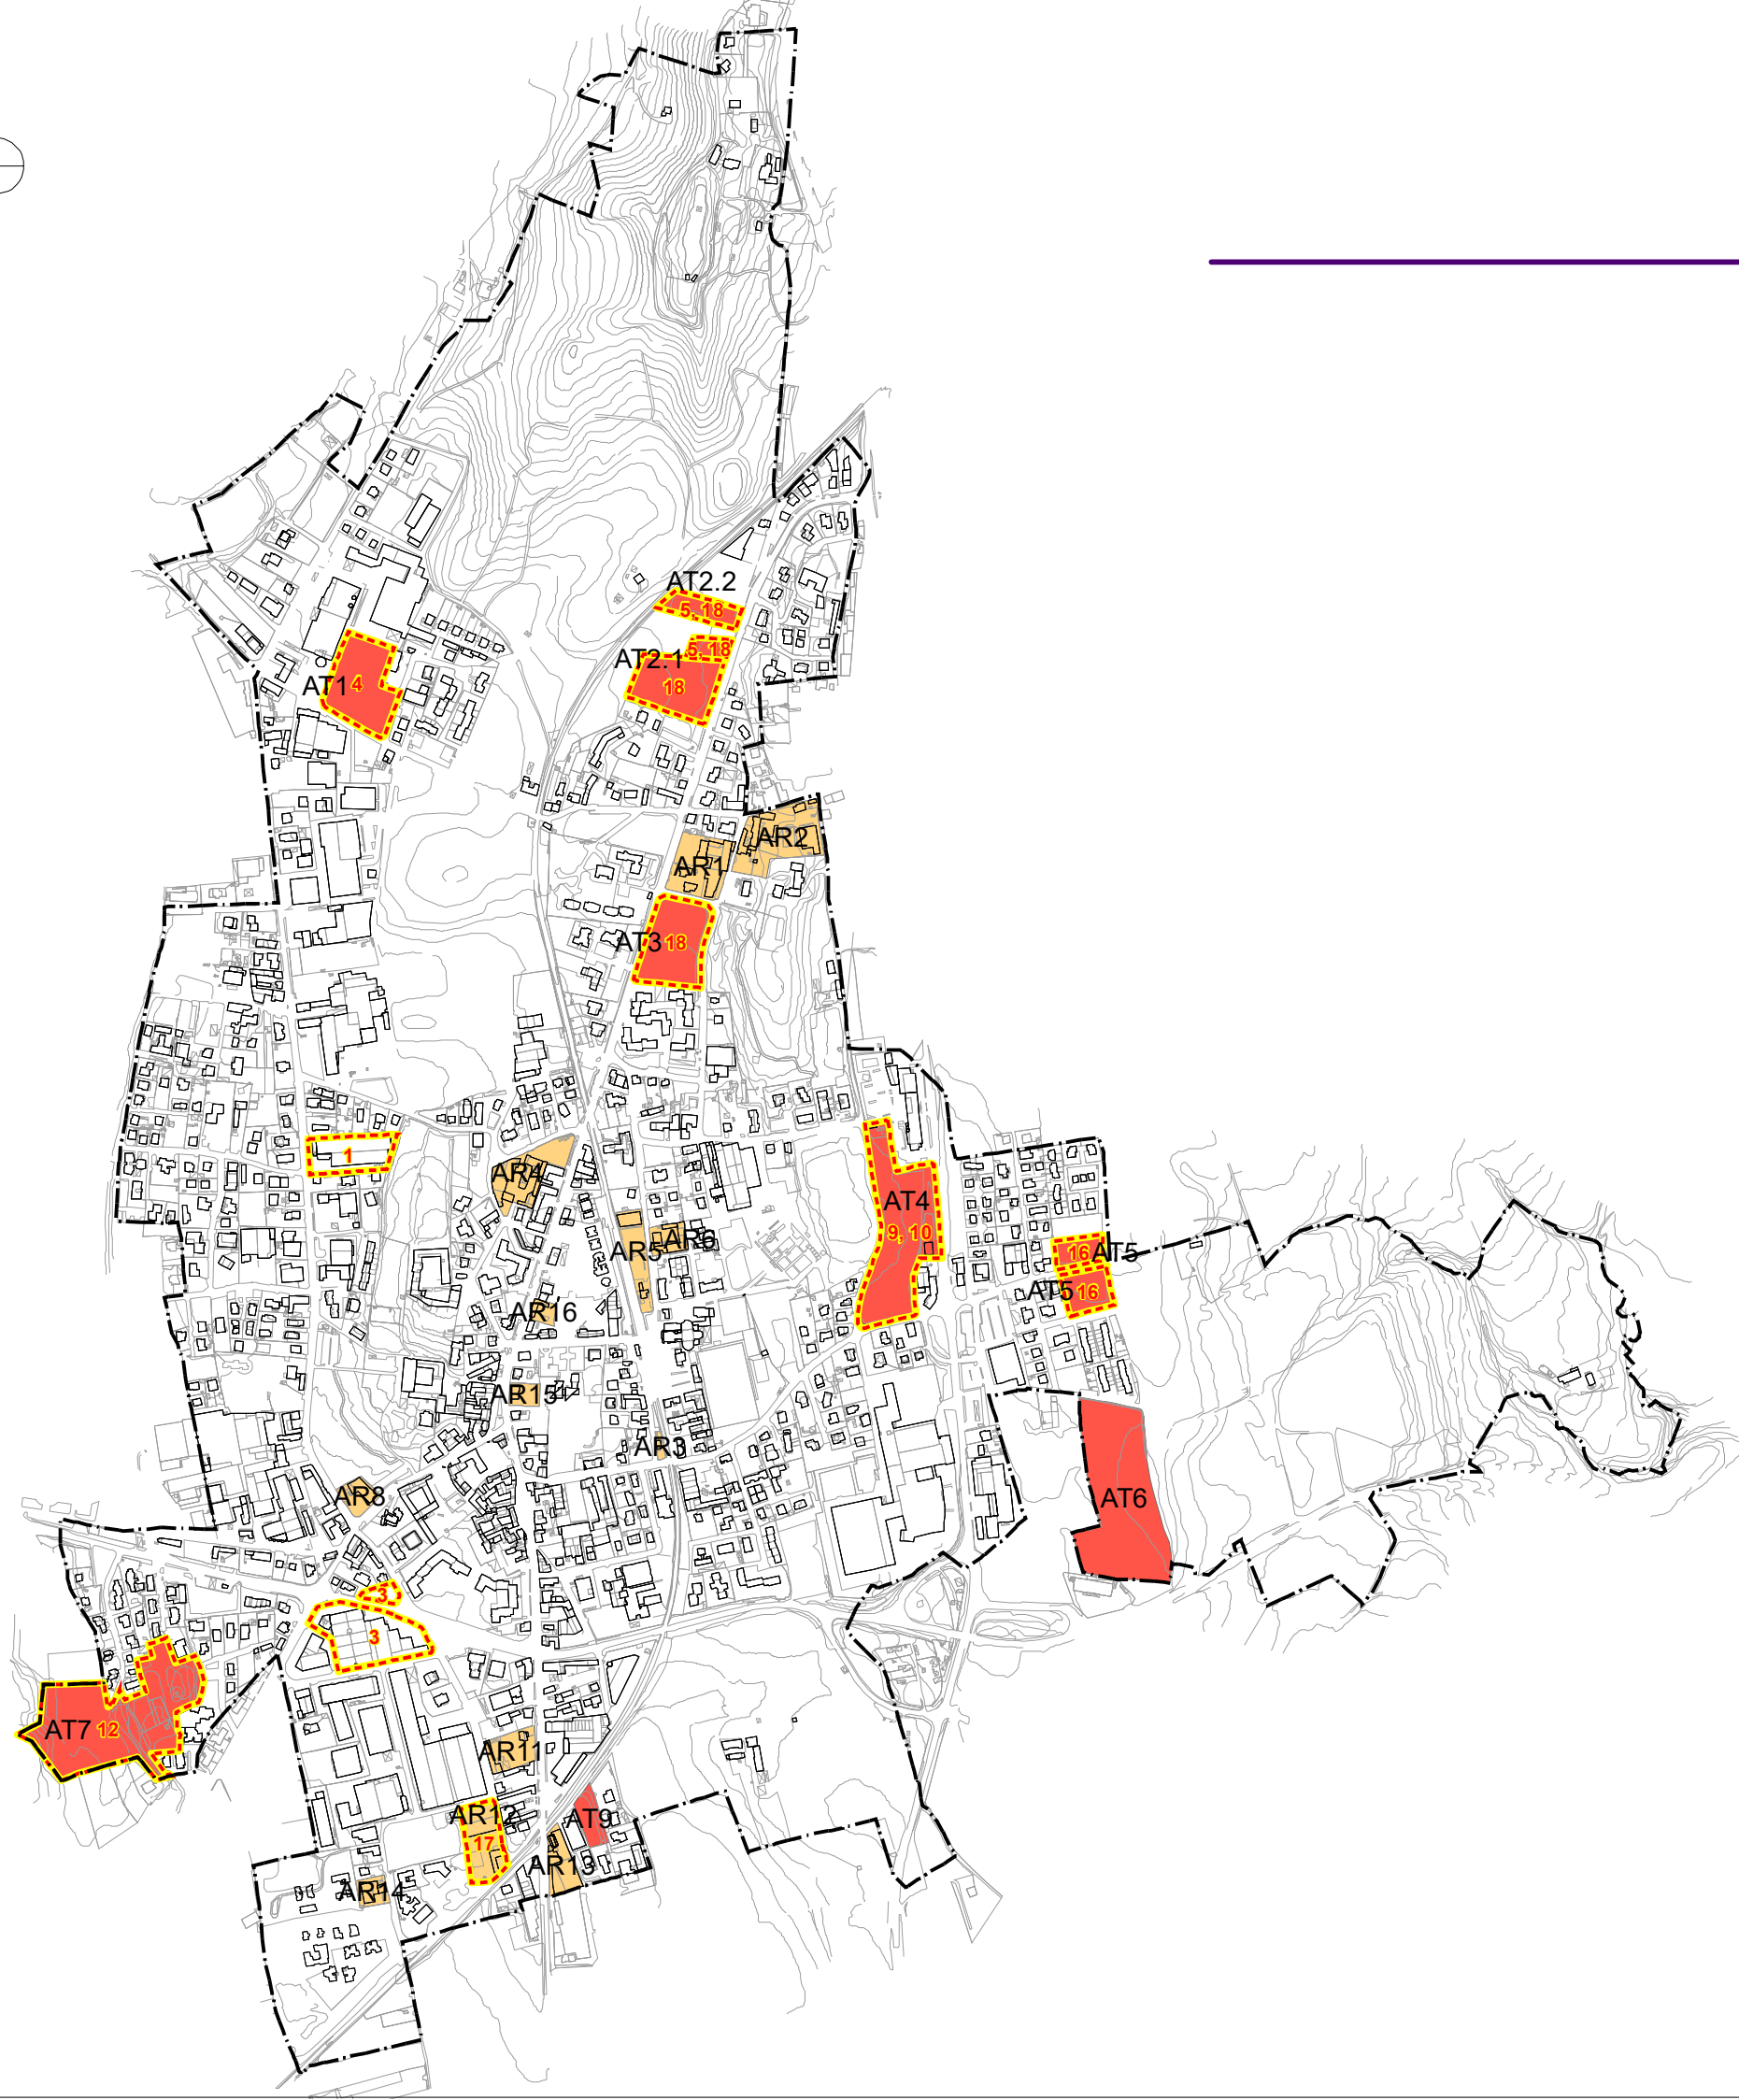 AT2.2
5, 18
5, 18
AT2.1
18
AT1 4
AR2
AR1
AT3 18
1
AR4
AT4
9, 10
AR6
AR5
16 AT5
AT5 16
AR16
AR15
AR3
AR8
AT6
3
3
AT7 12
AR11
AR12
AT9
17
AR13
AR14